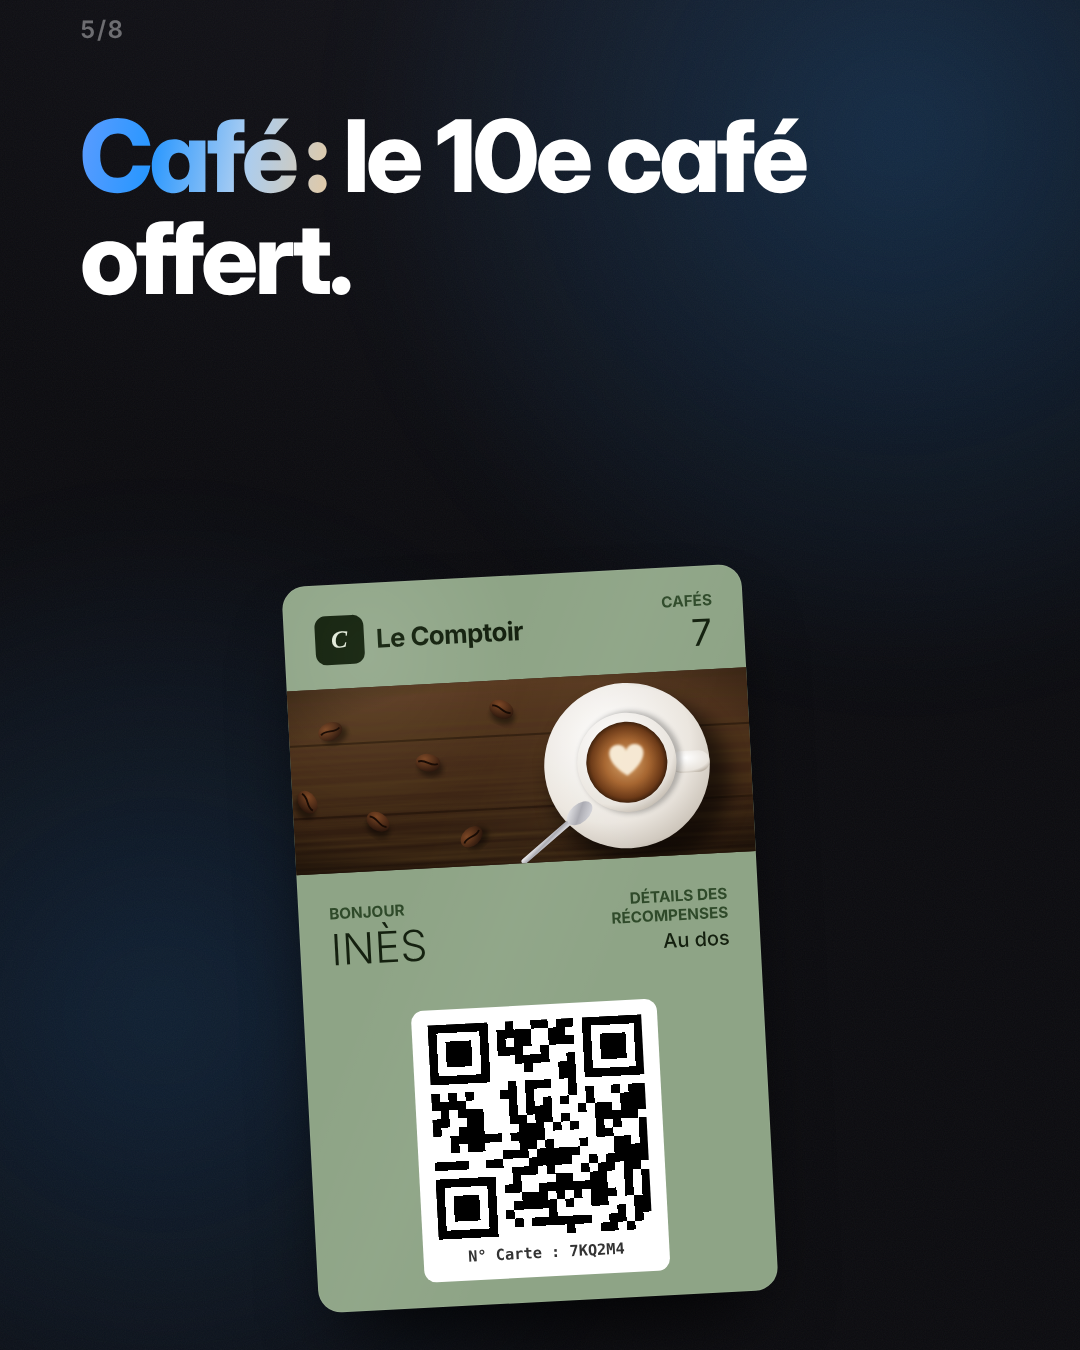 5/8
Café : le 10e café
offert.
C
Le Comptoir
CAFÉS
7
BONJOUR
INÈS
DÉTAILS DES
RÉCOMPENSES
Au dos
N° Carte : 7KQ2M4